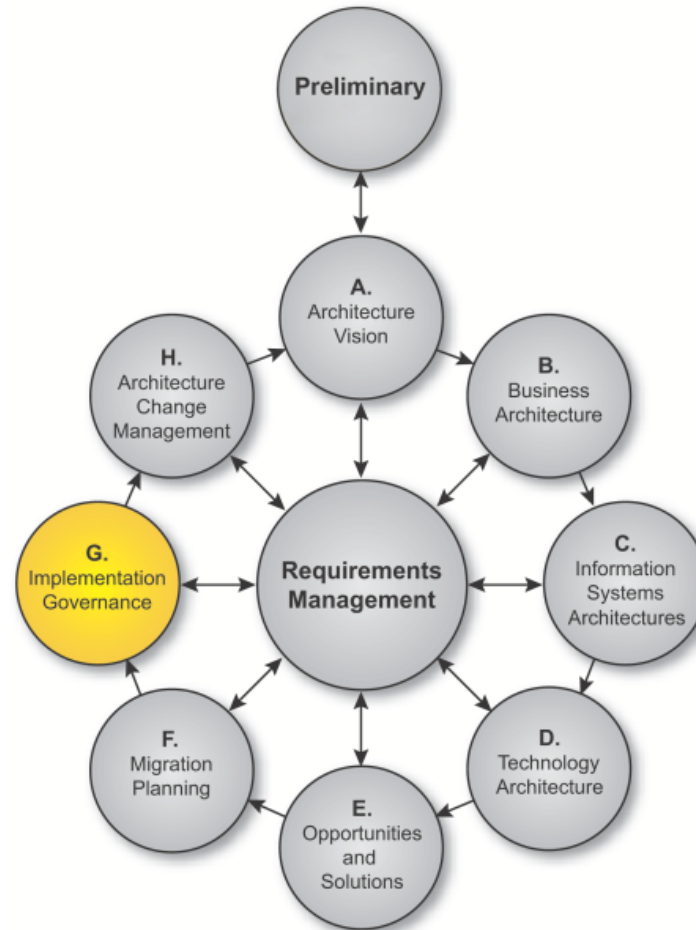 Preliminary
A.
Architecture
Vision
B.
Business
Architecture
C.
Information
Systems
Architectures
D.
Technology
Architecture
E.
Opportunities
and
Solutions
F.
Migration
Planning
G.
Implementation
Governance
H.
Architecture
Change
Management
Requirements
Management